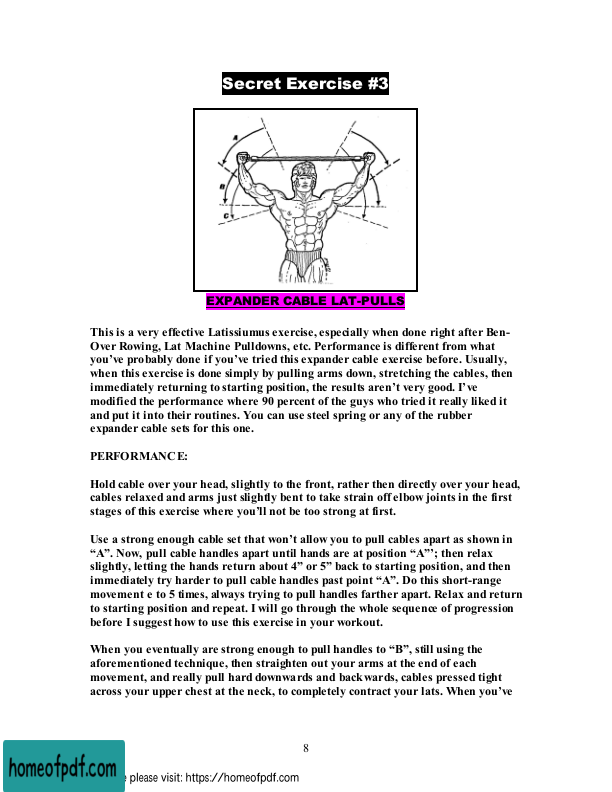 Secret Exercise #3
A
B
C
EXPANDER CABLE LAT-PULLS
This is a very effective Latissiumus exercise, especially when done right after Ben-
Over Rowing, Lat Machine Pulldowns, etc. Performance is different from what
you’ve probably done if you’ve tried this expander cable exercise before. Usually,
when this exercise is done simply by pulling arms down, stretching the cables, then
immediately returning to starting position, the results aren’t very good. I’ve
modified the performance where 90 percent of the guys who tried it really liked it
and put it into their routines. You can use steel spring or any of the rubber
expander cable sets for this one.
PERFORMANCE:
Hold cable over your head, slightly to the front, rather then directly over your head,
cables relaxed and arms just slightly bent to take strain off elbow joints in the first
stages of this exercise where you’ll not be too strong at first.
Use a strong enough cable set that won’t allow you to pull cables apart as shown in
“A”. Now, pull cable handles apart until hands are at position “A”’; then relax
slightly, letting the hands return about 4” or 5” back to starting position, and then
immediately try harder to pull cable handles past point “A”. Do this short-range
movement e to 5 times, always trying to pull handles farther apart. Relax and return
to starting position and repeat. I will go through the whole sequence of progression
before I suggest how to use this exercise in your workout.
When you eventually are strong enough to pull handles to “B”, still using the
aforementioned technique, then straighten out your arms at the end of each
movement, and really pull hard downwards and backwards, cables pressed tight
across your upper chest at the neck, to completely contract your lats. When you’ve
8
homeofpdf.com
please visit: https://homeofpdf.com